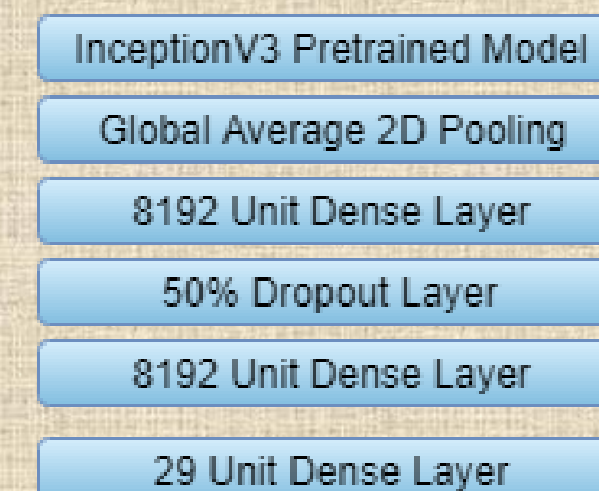 InceptionV3 Pretrained Model
Global Average 2D Pooling
8192 Unit Dense Layer
50% Dropout Layer
8192 Unit Dense Layer
29 Unit Dense Layer